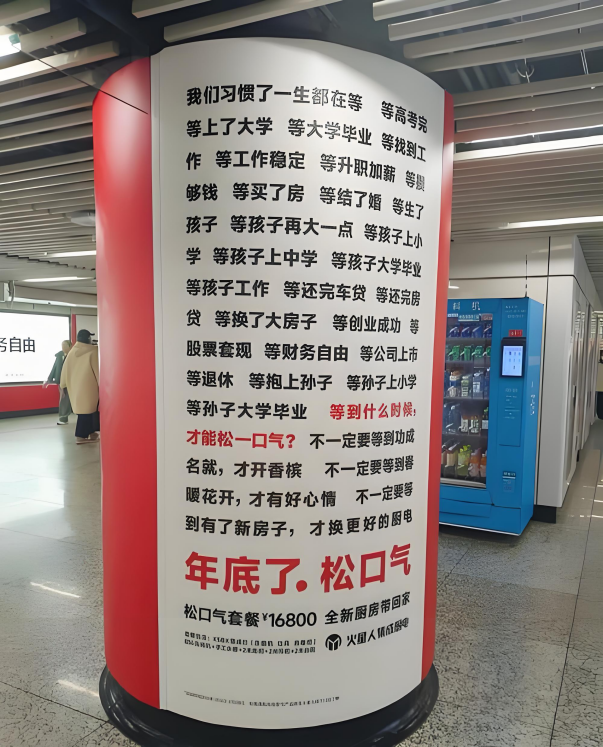 我们习惯了一生都在等 等高考完
等上了大学 等大学毕业 等找到工
作 等工作稳定 等升职加薪 等攒
够钱 等买了房 等结了婚 等生了
孩子 等孩子再大一点 等孩子上小
学 等孩子上中学 等孩子大学毕业
等孩子工作 等还完车贷 等还完房
贷 等换了大房子 等创业成功 等
股票套现 等财务自由 等公司上市
等退休 等抱上孙子 等孙子上小学
等孙子大学毕业 等到什么时候,
才能松一口气? 不一定要等到功成
名就,才开香槟 不一定要等到春
暖花开,才有好心情 不一定要等
到有了新房子,才换更好的厨电
年底了。松口气
松口气套餐¥16800 全新厨房带回家
火星人集成厨电
务自由
科机